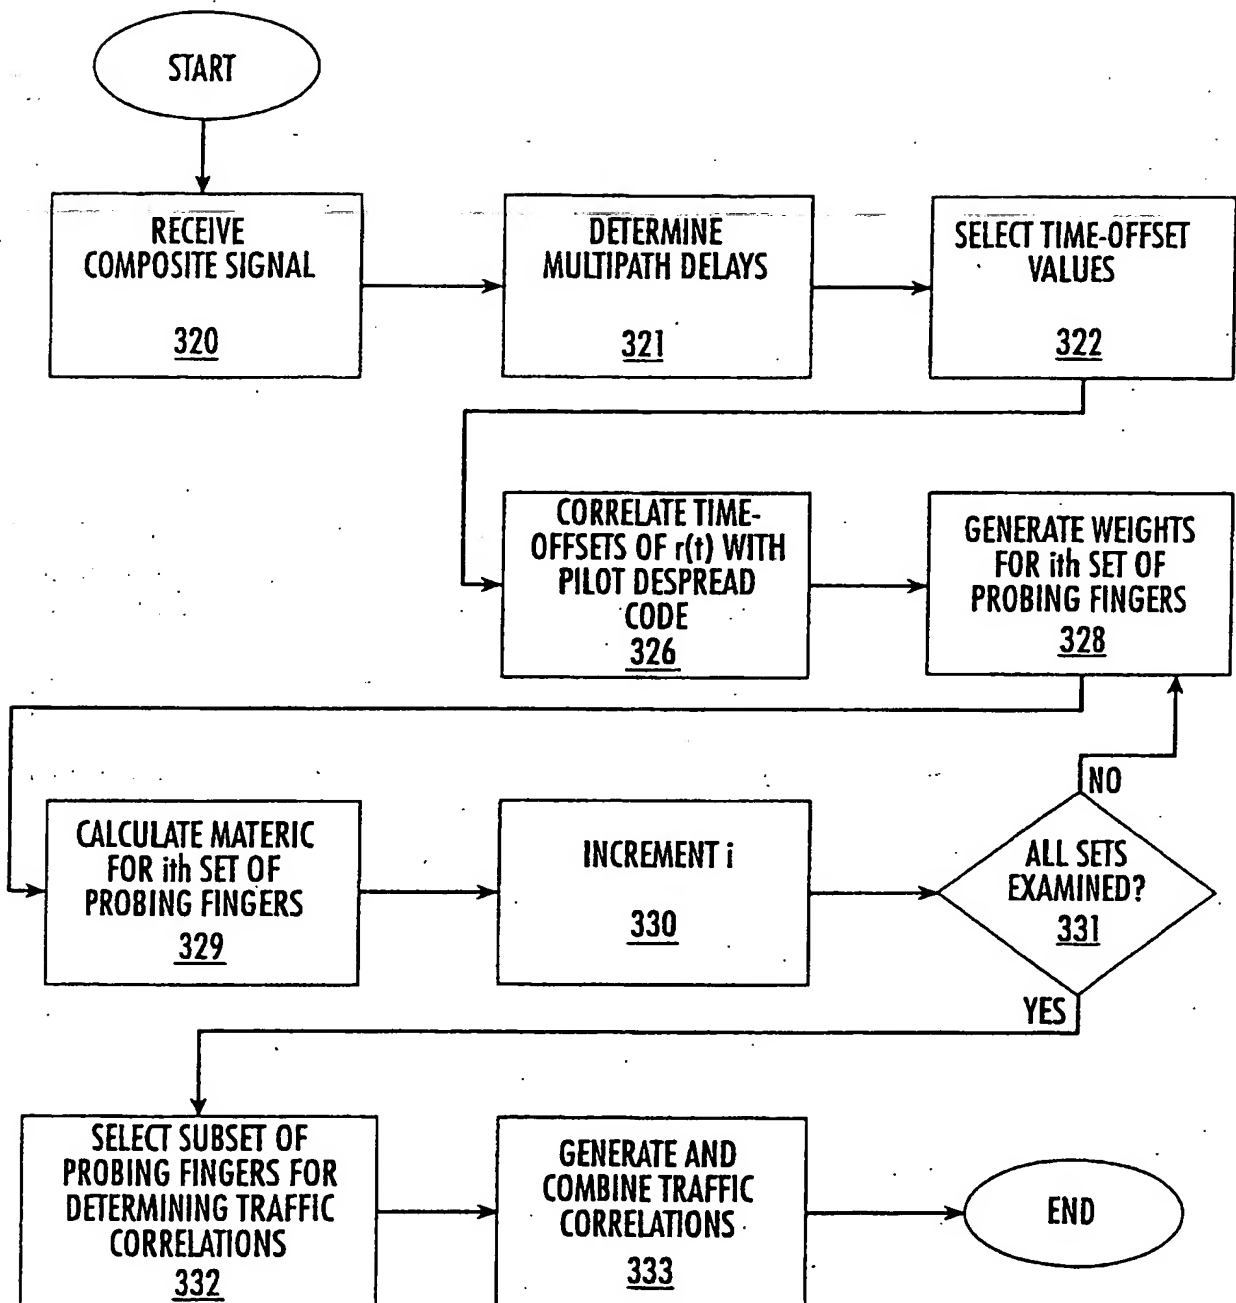 START
RECEIVE
COMPOSITE SIGNAL
320
DETERMINE
MULTIPATH DELAYS
321
SELECT TIME-OFFSET
VALUES
322
CORRELATE TIME-
OFFSETS OF r(t) WITH
PILOT DESPREAD
CODE
326
GENERATE WEIGHTS
FOR ith SET OF
PROBING FINGERS
328
CALCULATE MATERIC
FOR ith SET OF
PROBING FINGERS
329
INCREMENT i
330
ALL SETS
EXAMINED?
331
NO
YES
SELECT SUBSET OF
PROBING FINGERS FOR
DETERMINING TRAFFIC
CORRELATIONS
332
GENERATE AND
COMBINE TRAFFIC
CORRELATIONS
333
END